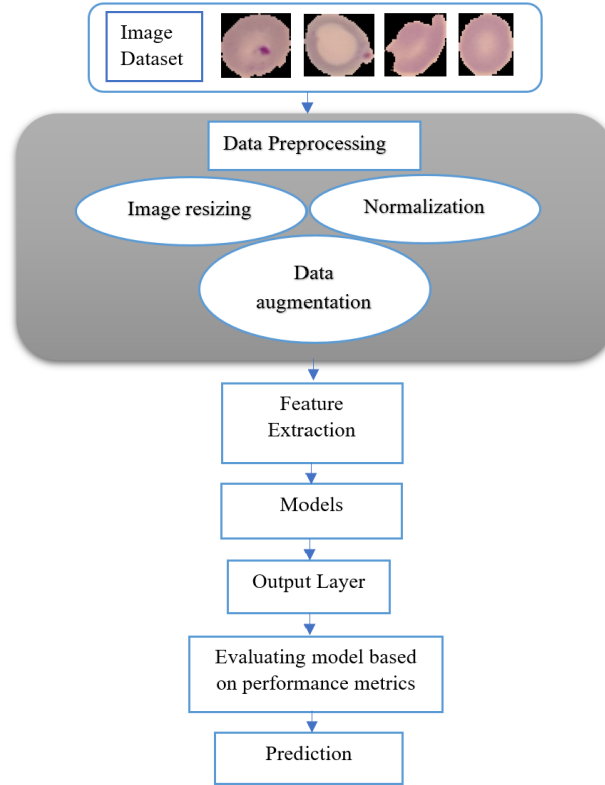 Image
Dataset
Data Preprocessing
Image resizing
Normalization
Data
augmentation
Feature
Extraction
Models
Output Layer
Evaluating model based
on performance metrics
Prediction